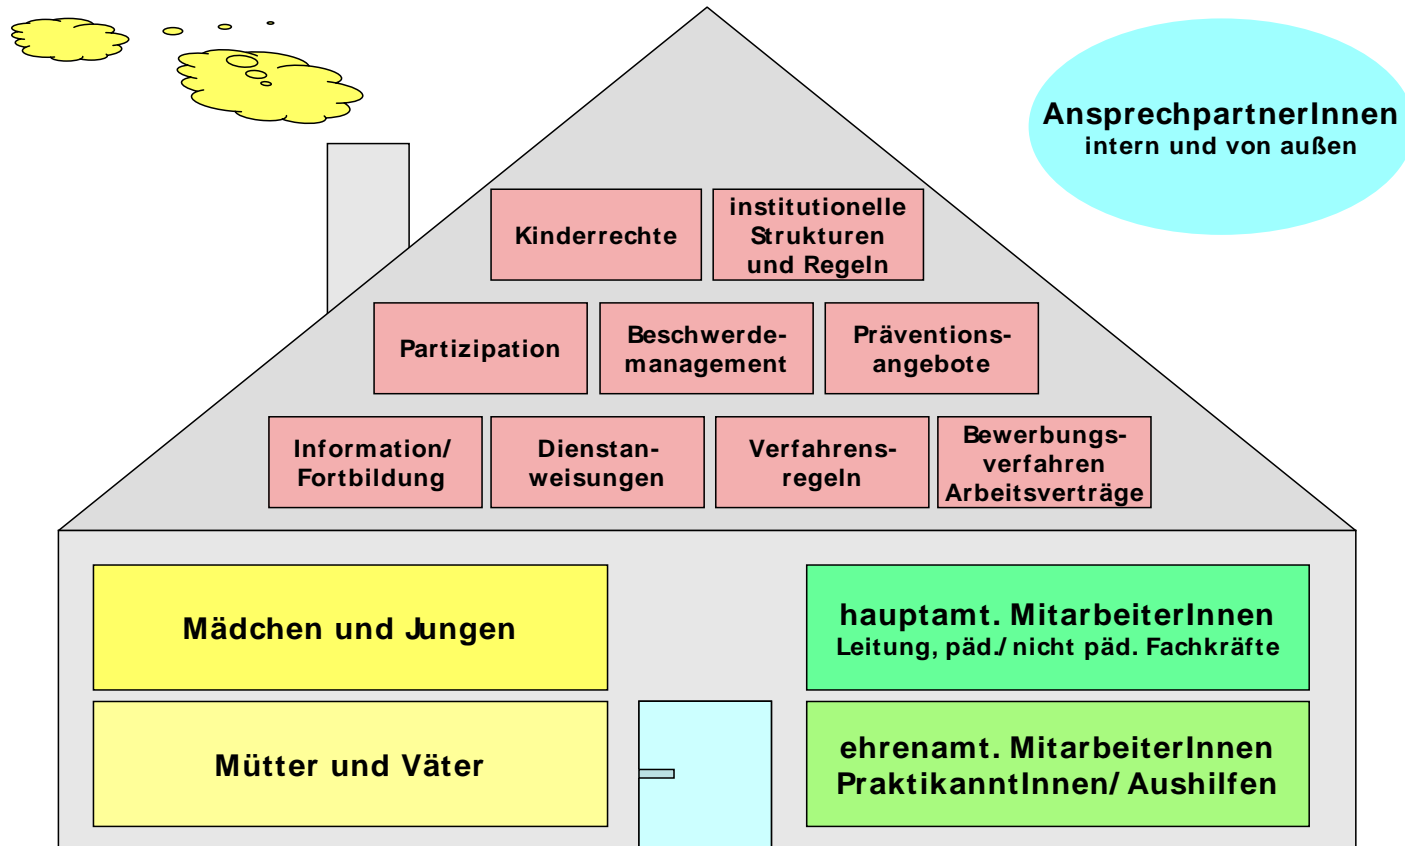 AnsprechpartnerInnen
intern und von außen
Kinderrechte
institutionelle
Strukturen
und Regeln
Partizipation
Beschwerde-
management
Präventions-
angebote
Information/
Fortbildung
Dienstan-
weisungen
Verfahrens-
regeln
Bewerbungs-
verfahren
Arbeitsverträge
Mädchen und Jungen
hauptamt. MitarbeiterInnen
Leitung, päd./ nicht päd. Fachkräfte
Mütter und Väter
ehrenamt. MitarbeiterInnen
PraktikanntInnen/ Aushilfen